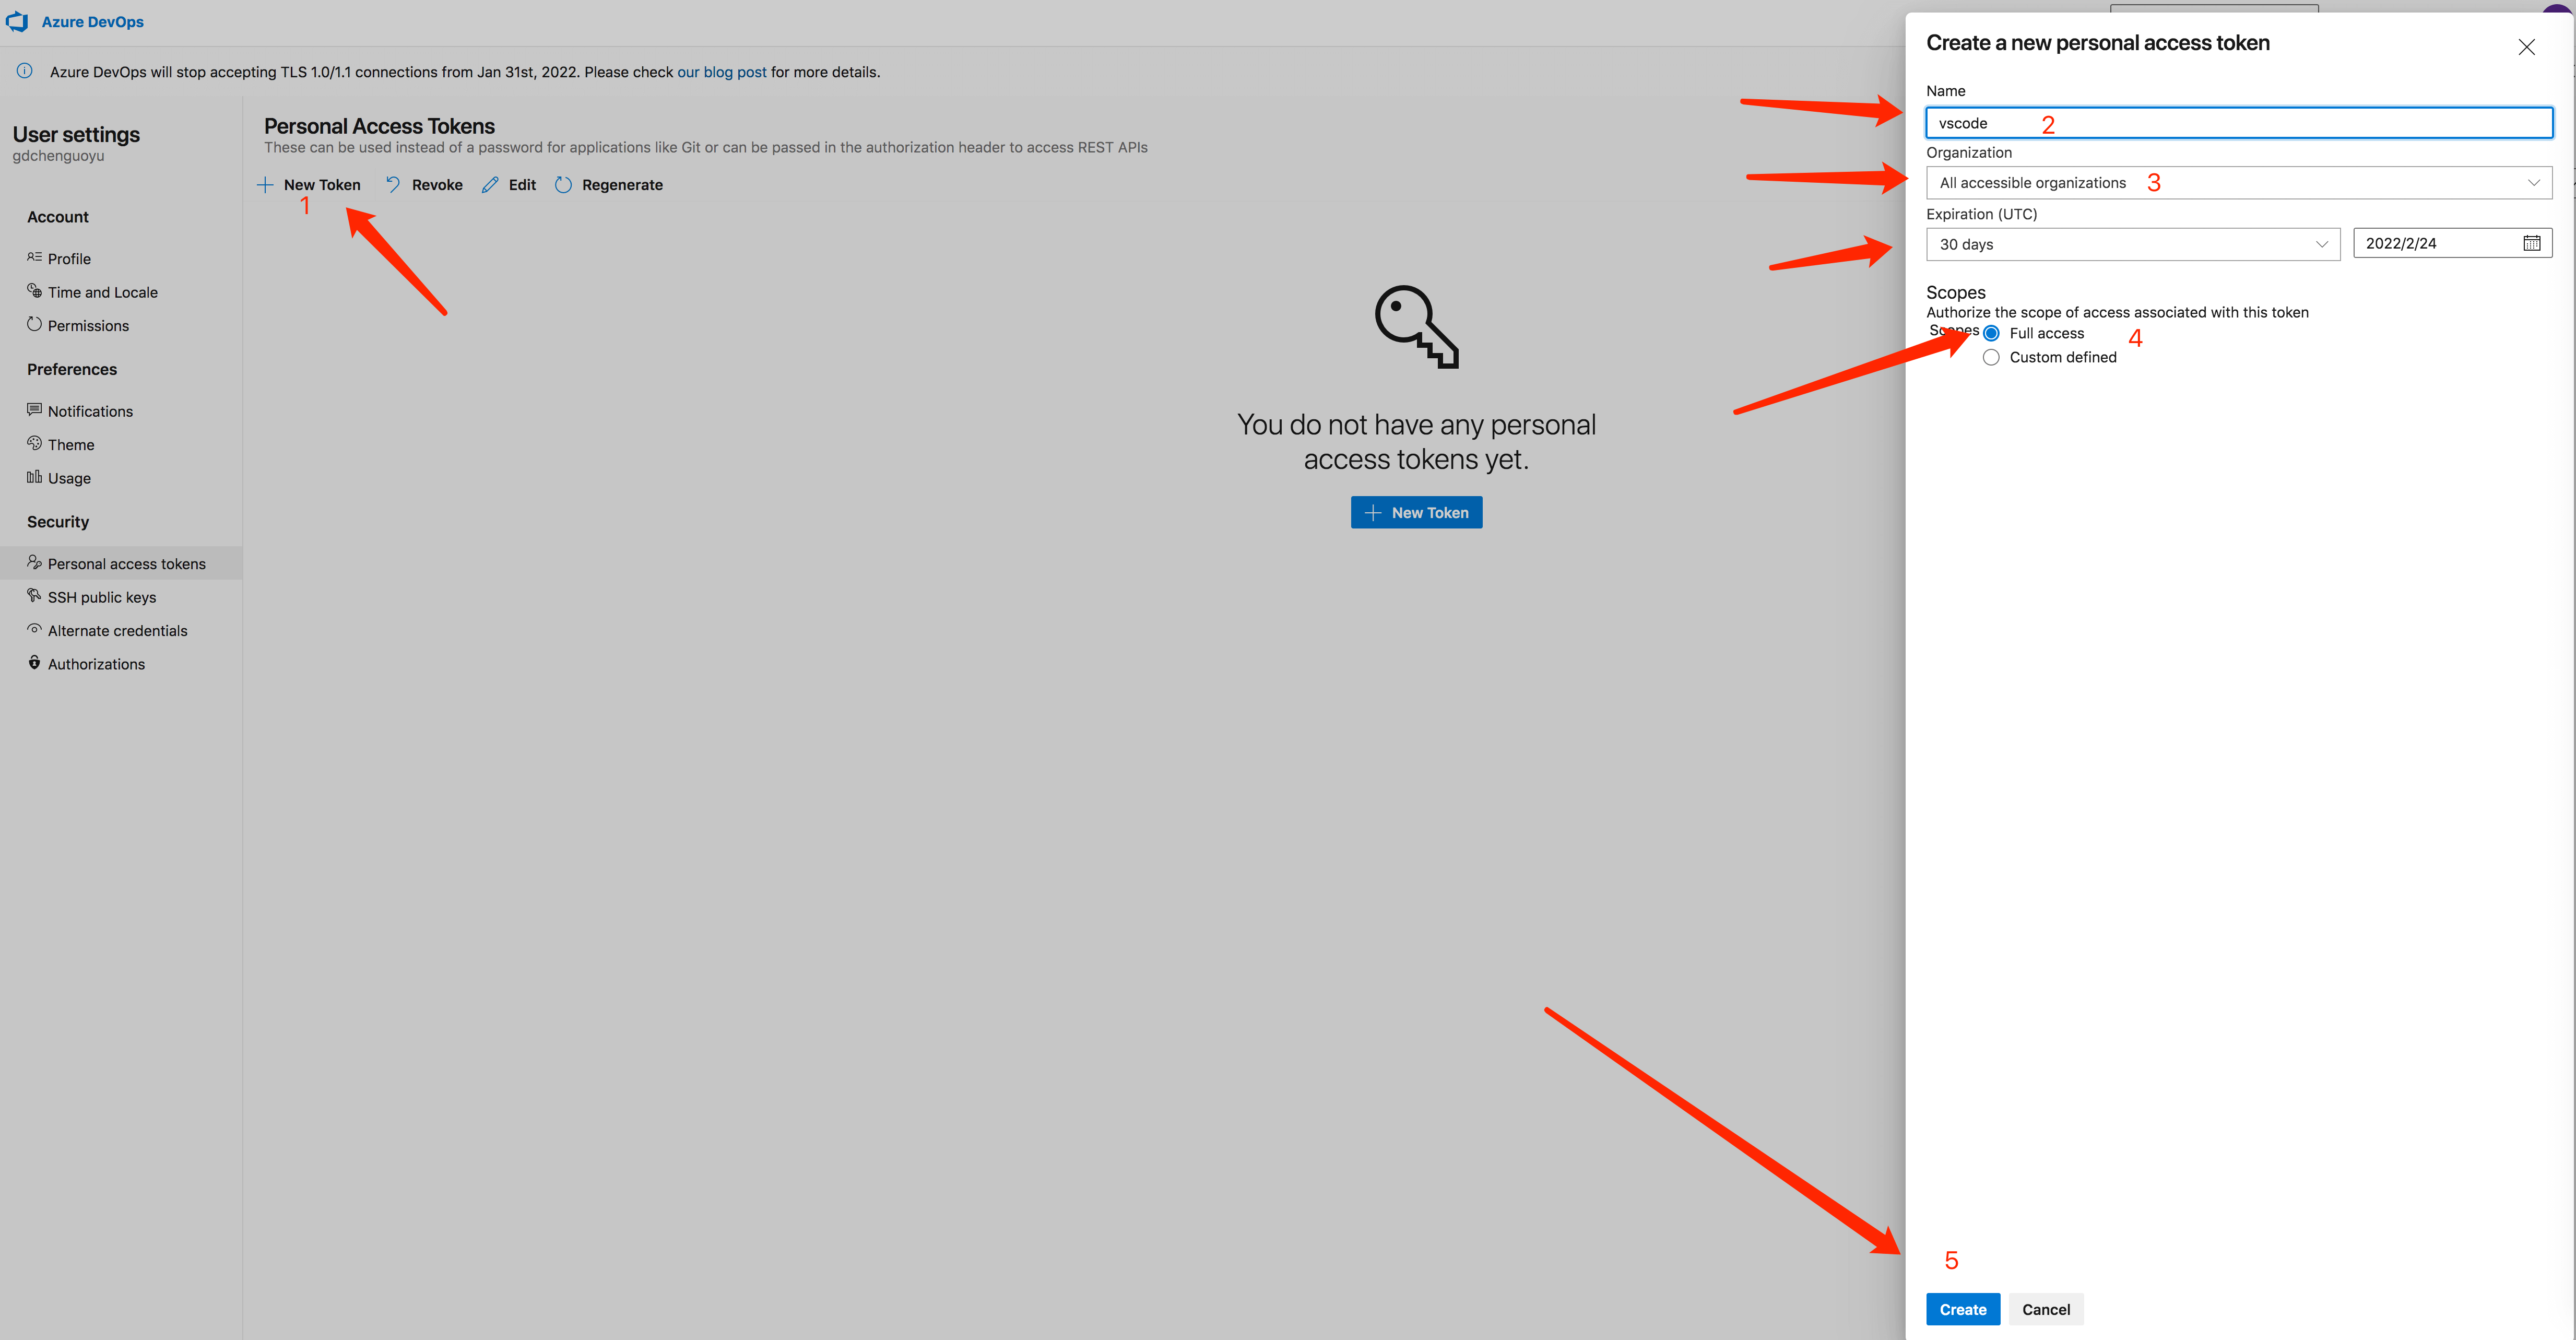 Azure DevOps
Azure DevOps will stop accepting TLS 1.0/1.1 connections from Jan 31st, 2022. Please check our blog post for more details.
User settings
gdchenguoyu
Account
Profile
Time and Locale
Permissions
Preferences
Notifications
Theme
Usage
Security
Personal access tokens
SSH public keys
Alternate credentials
Authorizations
Personal Access Tokens
These can be used instead of a password for applications like Git or can be passed in the authorization header to access REST APIs
New Token Revoke Edit Regenerate
1
You do not have any personal
access tokens yet.
New Token
Create a new personal access token
Name
vscode 2
Organization
All accessible organizations 3
Expiration (UTC)
30 days 2022/2/24
Scopes
Authorize the scope of access associated with this token
Scopes Full access 4
Custom defined
5
Create Cancel